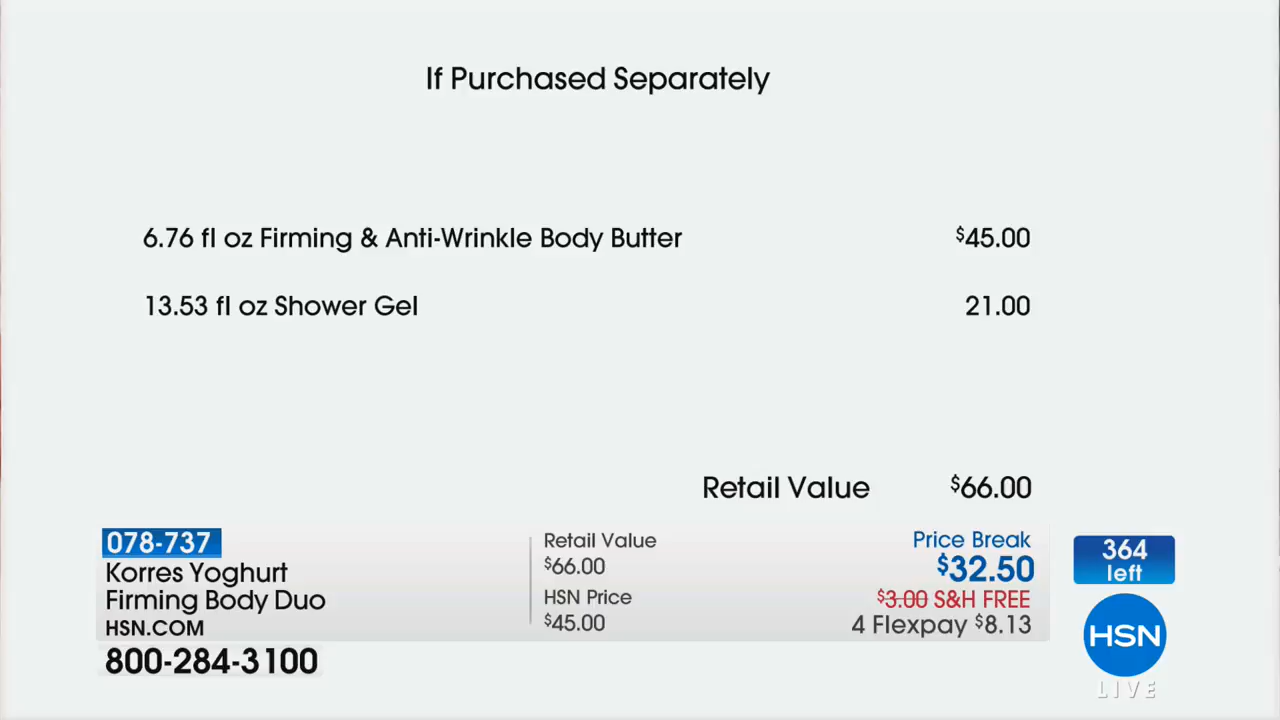 If Purchased Separately
6.76 fl oz Firming & Anti-Wrinkle Body Butter $45.00
13.53 fl oz Shower Gel 21.00
Retail Value $66.00
078-737
Korres Yoghurt
Firming Body Duo
HSN.COM
800-284-3100
Retail Value
$66.00
HSN Price
$45.00
Price Break
$32.50
$3.00 S&H FREE
4 Flexpay $8.13
364
left
HSN
LIVE